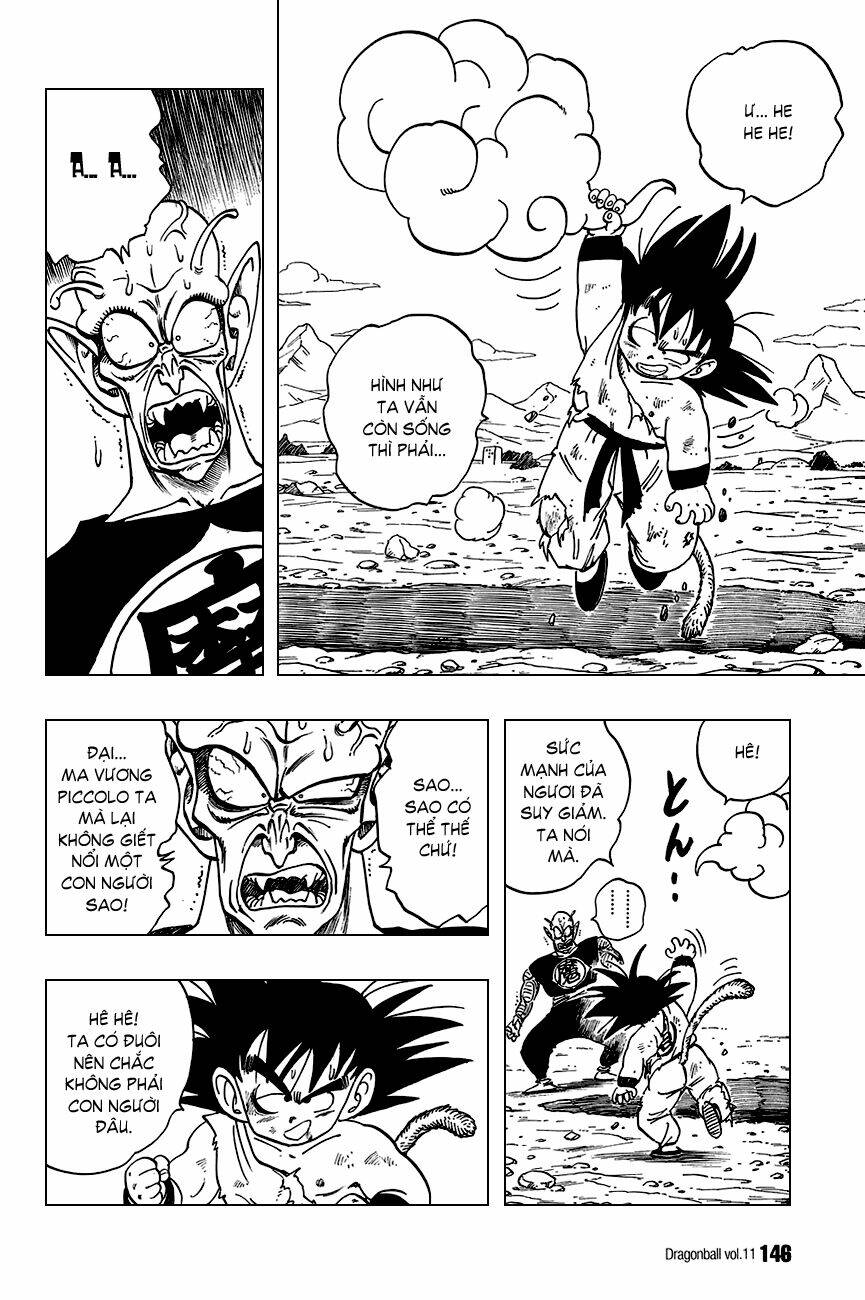 Ư... HE
HE HE!
HÌNH NHƯ
TA VẪN
CÒN SỐNG
THÌ PHẢI...
A... A...
摩
HÊ!
SỨC
MẠNH CỦA
NGƯƠI ĐÃ
SUY GIẢM.
TA NÓI
MÀ.
とん..
......
魔
SAO...
SAO CÓ
THỂ THẾ
CHỨ!
ĐẠI...
MA VƯƠNG
PICCOLO TA
MÀ LẠI
KHÔNG GIẾT
NỔI MỘT
CON NGƯỜI
SAO!
HÊ HÊ!
TA CÓ ĐUÔI
NÊN CHẮC
KHÔNG PHẢI
CON NGƯỜI
ĐÂU.
Dragonball vol.11 146